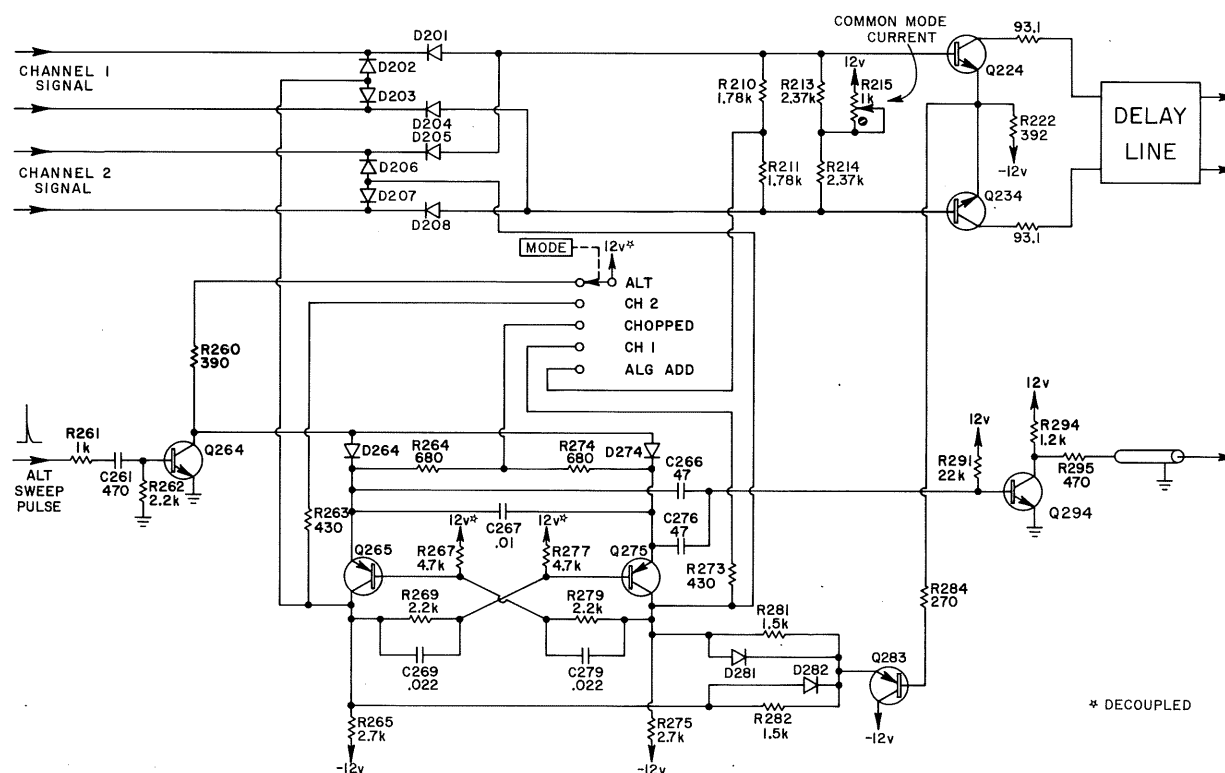 COMMON MODE
CURRENT
CHANNEL 1
SIGNAL
D201
D202
D203
D204
D205
CHANNEL 2
SIGNAL
D206
D207
D208
R210
1.78k
R213
2.37k
12v
R215
1k
R211
1.78k
R214
2.37k
93.1
Q224
R222
392
-12v
Q234
93.1
DELAY
LINE
MODE
12v*
ALT
CH 2
CHOPPED
CH 1
ALG ADD
R260
390
ALT
SWEEP
PULSE
R261
1k
C261
470
R262
2.2k
Q264
D264
R264
680
R274
680
D274
C266
47
R263
430
C267
.01
C276
47
12v*
12v*
Q265
R267
4.7k
R277
4.7k
Q275
R273
430
R269
2.2k
R279
2.2k
C269
.022
C279
.022
R265
2.7k
-12v
R275
2.7k
-12v
R281
1.5k
D281
D282
R282
1.5k
Q283
-12v
R284
270
12v
R291
22k
12v
R294
1.2k
R295
470
Q294
* DECOUPLED